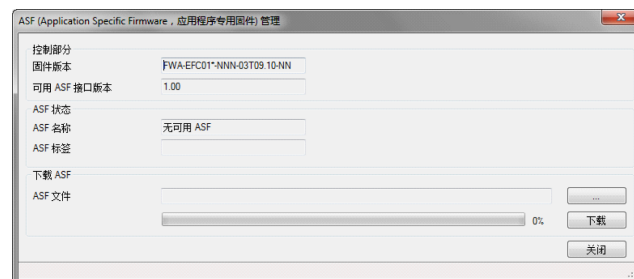 ASF (Application Specific Firmware , 应用程序专用固件) 管理
控制部分
固件版本 FWA-EFC01*-NNN-03T09.10-NN
可用 ASF 接口版本 1.00
ASF 状态
ASF 名称 无可用 ASF
ASF 标签
下载 ASF
ASF 文件 ...
0% 下载
关闭